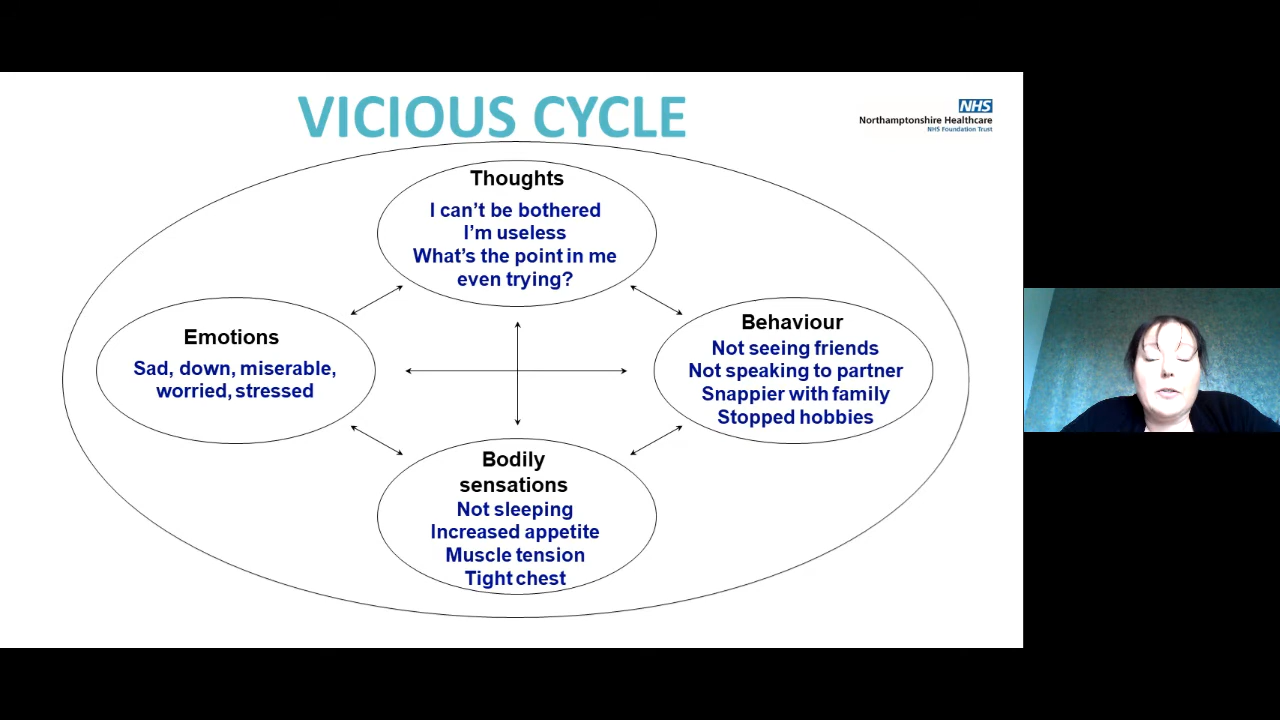 VICIOUS CYCLE
NHS
Northamptonshire Healthcare
NHS Foundation Trust
Thoughts
I can't be bothered
I'm useless
What's the point in me
even trying?
Emotions
Sad, down, miserable,
worried, stressed
Behaviour
Not seeing friends
Not speaking to partner
Snappier with family
Stopped hobbies
Bodily
sensations
Not sleeping
Increased appetite
Muscle tension
Tight chest